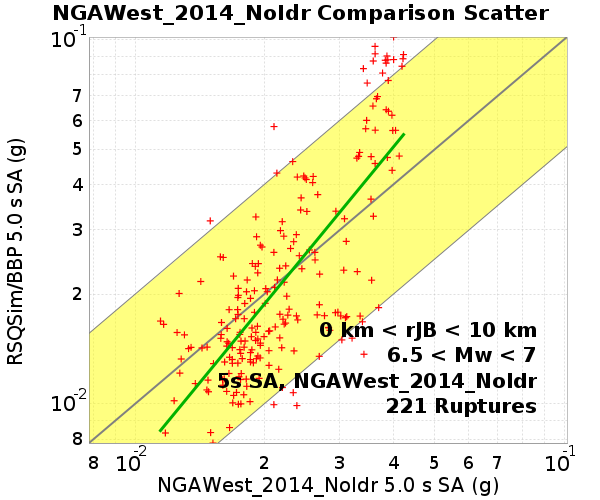 NGAWest_2014_NoIdr Comparison Scatter
10-1
7
6
5
4
3
2
10-2
8
RSQSim/BBP 5.0 s SA (g)
0 km < rJB < 10 km
6.5 < Mw < 7
5s SA, NGAWest_2014_NoIdr
221 Ruptures
8 10-2 2 3 4 5 6 7 10-1
NGAWest_2014_NoIdr 5.0 s SA (g)